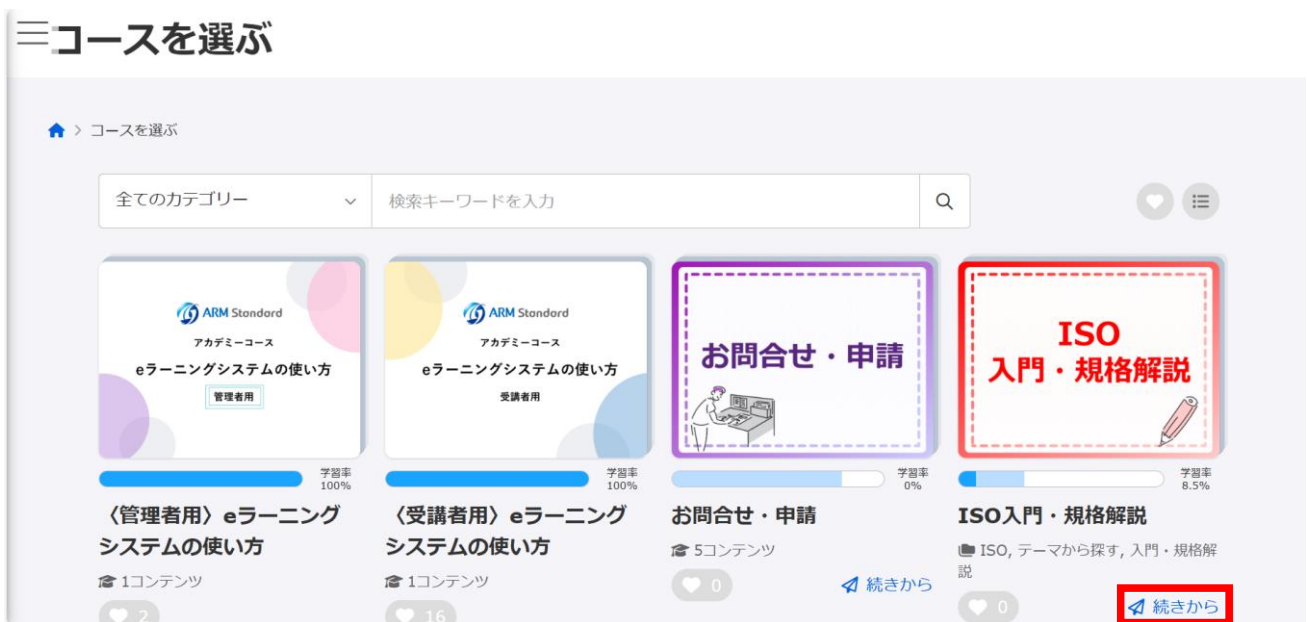 コースを選ぶ
コースを選ぶ
全てのカテゴリー
検索キーワードを入力
ARM Standard
アカデミーコース
eラーニングシステムの使い方
管理者用
学習率
100%
〈管理者用〉eラーニング
システムの使い方
1コンテンツ
2
ARM Standard
アカデミーコース
eラーニングシステムの使い方
受講者用
学習率
100%
〈受講者用〉eラーニング
システムの使い方
1コンテンツ
16
お問合せ・申請
学習率
0%
お問合せ・申請
5コンテンツ
0
続きから
ISO
入門・規格解説
学習率
8.5%
ISO入門・規格解説
ISO, テーマから探す, 入門・規格解
説
0
続きから